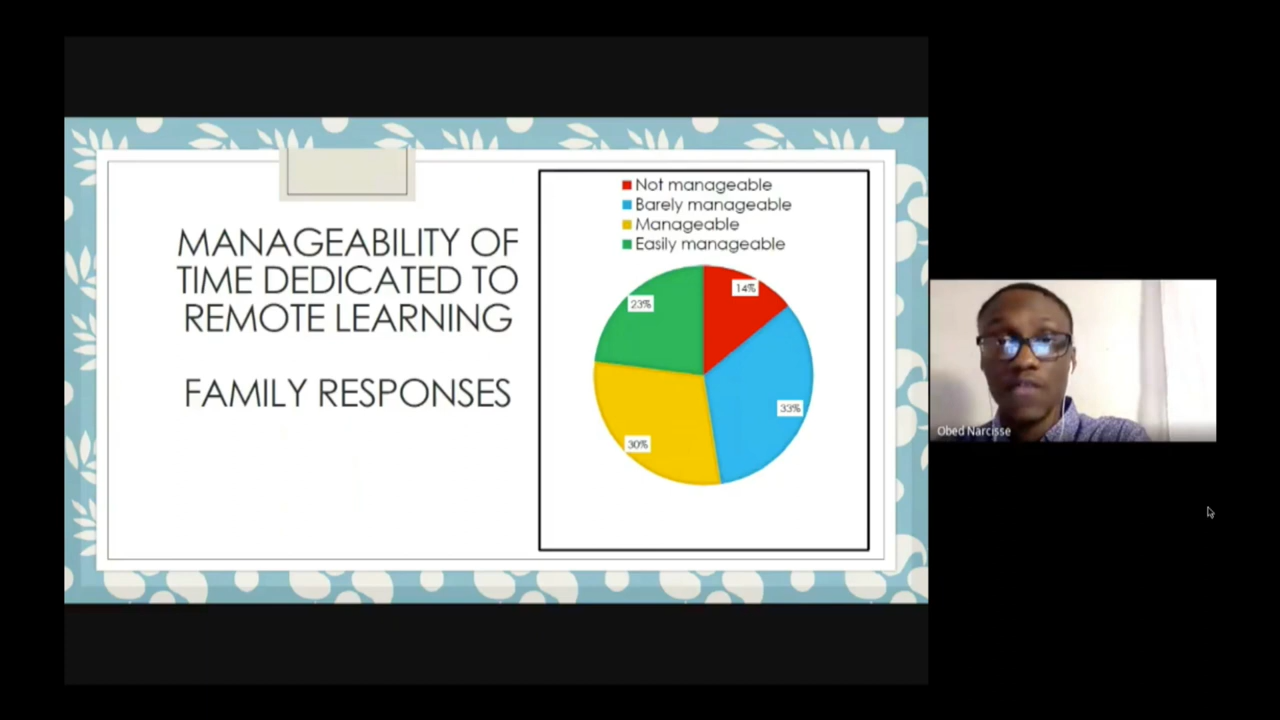 MANAGEABILITY OF
TIME DEDICATED TO
REMOTE LEARNING
FAMILY RESPONSES
Not manageable
Barely manageable
Manageable
Easily manageable
14%
23%
33%
30%
Obed Narcisse